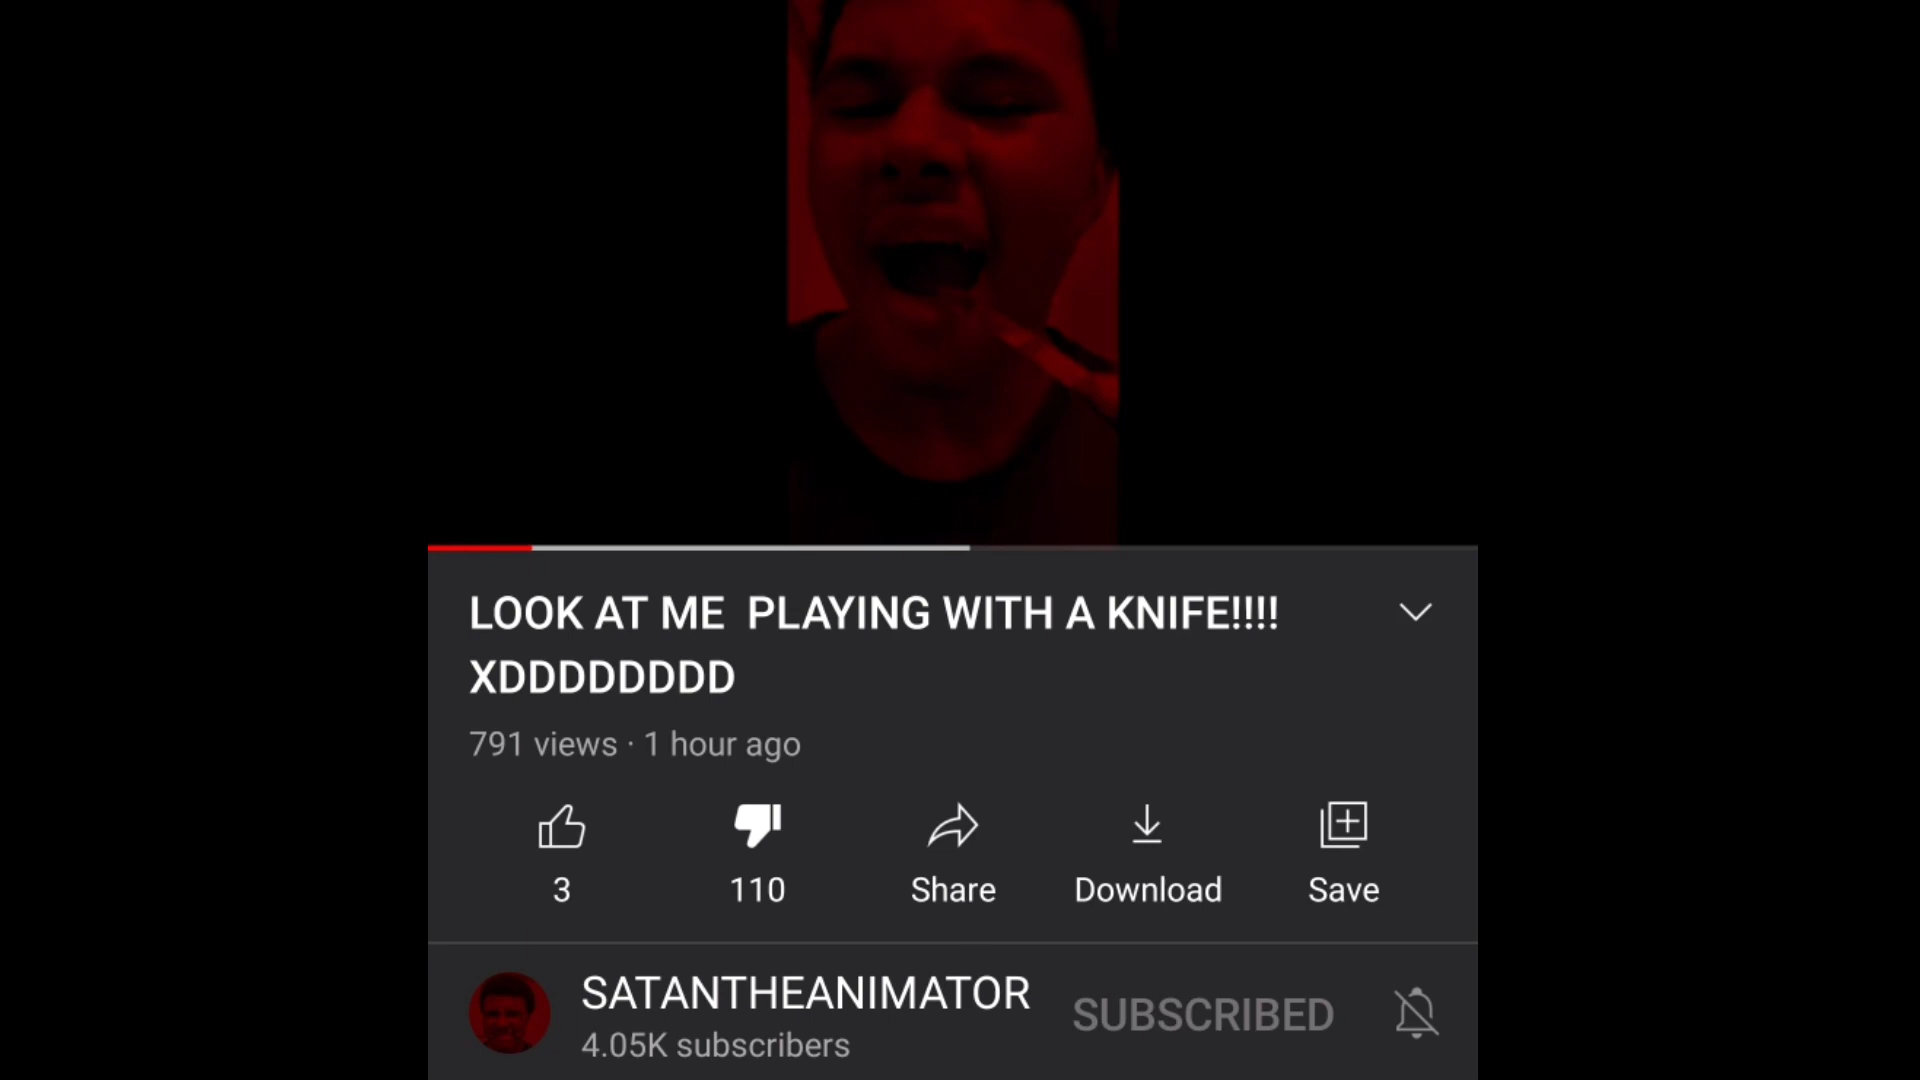 LOOK AT ME  PLAYING WITH A KNIFE!!!!
XDDDDDDDD
791 views · 1 hour ago
3 110 Share Download Save
SATANTHEANIMATOR
SUBSCRIBED
4.05K subscribers